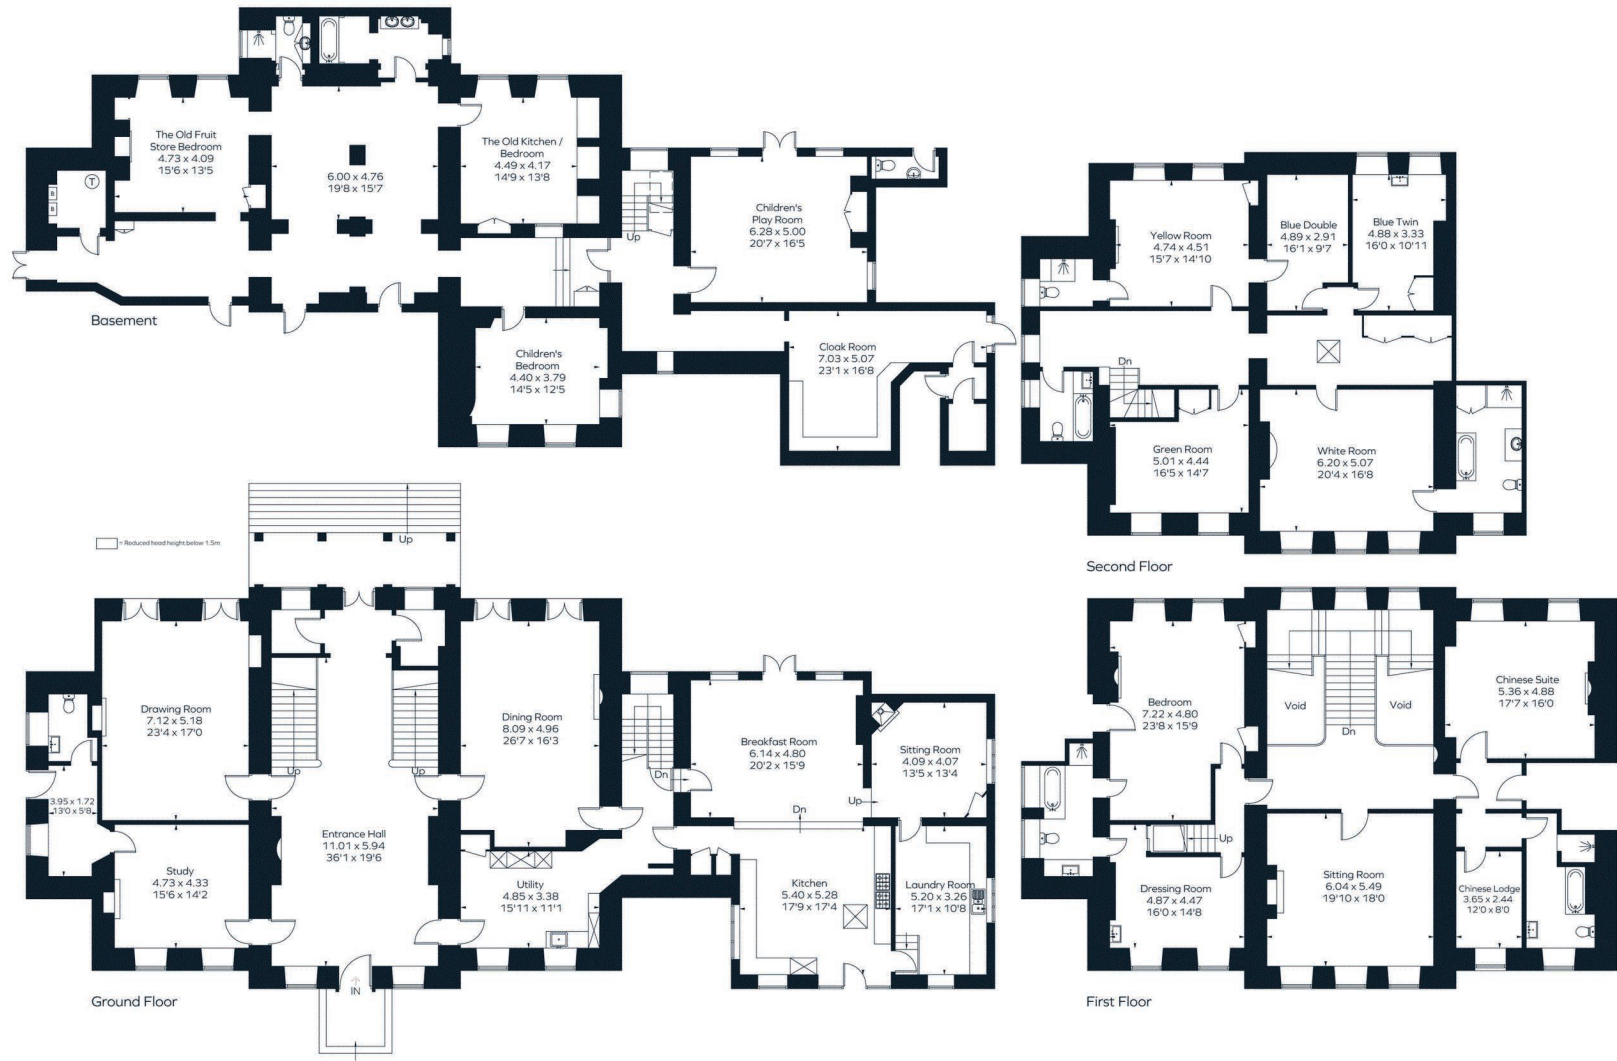 The Old Fruit
Store Bedroom
4.73 x 4.09
15'6 x 13'5
T
B
B
6.00 x 4.76
19'8 x 15'7
The Old Kitchen /
Bedroom
4.49 x 4.17
14'9 x 13'8
Up
Children's
Play Room
6.28 x 5.00
20'7 x 16'5
Children's
Bedroom
4.40 x 3.79
14'5 x 12'5
Cloak Room
7.03 x 5.07
23'1 x 16'8
Basement
Yellow Room
4.74 x 4.51
15'7 x 14'10
Blue Double
4.89 x 2.91
16'1 x 9'7
Blue Twin
4.88 x 3.33
16'0 x 10'11
Dn
Green Room
5.01 x 4.44
16'5 x 14'7
White Room
6.20 x 5.07
20'4 x 16'8
Second Floor
= Reduced head height below 1.5m
Up
Drawing Room
7.12 x 5.18
23'4 x 17'0
Up
Up
Dining Room
8.09 x 4.96
26'7 x 16'3
3.95 x 1.72
13'0 x 5'8
Study
4.73 x 4.33
15'6 x 14'2
Entrance Hall
11.01 x 5.94
36'1 x 19'6
Utility
4.85 x 3.38
15'11 x 11'1
Dn
Breakfast Room
6.14 x 4.80
20'2 x 15'9
Dn
Up
Sitting Room
4.09 x 4.07
13'5 x 13'4
Kitchen
5.40 x 5.28
17'9 x 17'4
Laundry Room
5.20 x 3.26
17'1 x 10'8
IN
Ground Floor
Bedroom
7.22 x 4.80
23'8 x 15'9
Void
Void
Dn
Chinese Suite
5.36 x 4.88
17'7 x 16'0
Up
Dressing Room
4.87 x 4.47
16'0 x 14'8
Sitting Room
6.04 x 5.49
19'10 x 18'0
Chinese Lodge
3.65 x 2.44
12'0 x 8'0
First Floor